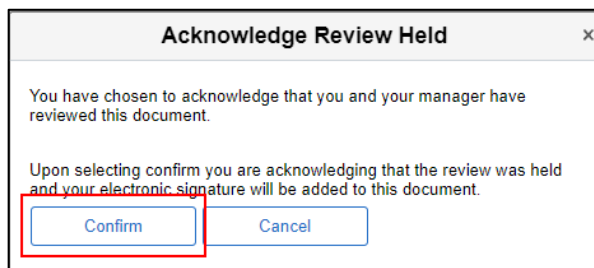 Acknowledge Review Held ×
You have chosen to acknowledge that you and your manager have
reviewed this document.
Upon selecting confirm you are acknowledging that the review was held
and your electronic signature will be added to this document.
Confirm Cancel